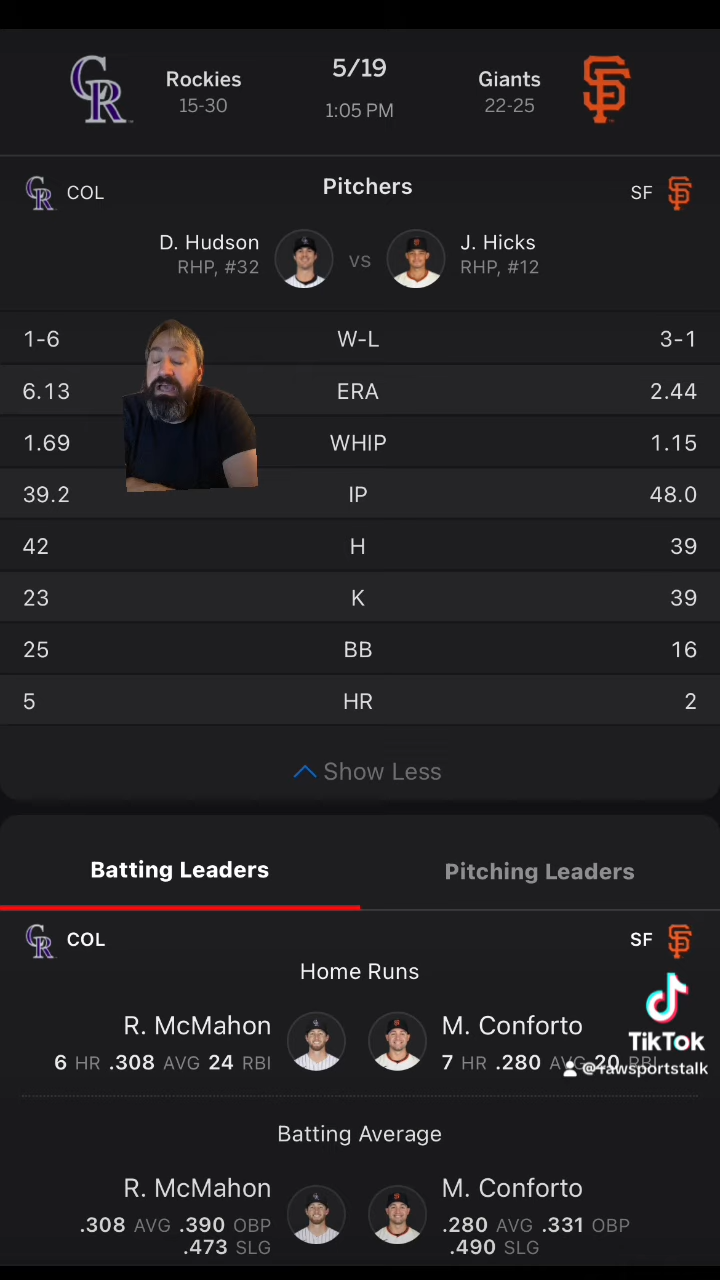 Rockies
15-30
5/19
1:05 PM
Giants
22-25
COL
Pitchers
SF
D. Hudson
RHP, #32
vs
J. Hicks
RHP, #12
1-6 W-L 3-1
6.13 ERA 2.44
1.69 WHIP 1.15
39.2 IP 48.0
42 H 39
23 K 39
25 BB 16
5 HR 2
Show Less
Batting Leaders
Pitching Leaders
COL
SF
Home Runs
R. McMahon
6 HR .308 AVG 24 RBI
M. Conforto
7 HR .280 AVG 20 RBI
TikTok
@rawsportstalk
Batting Average
R. McMahon
.308 AVG .390 OBP
.473 SLG
M. Conforto
.280 AVG .331 OBP
.490 SLG